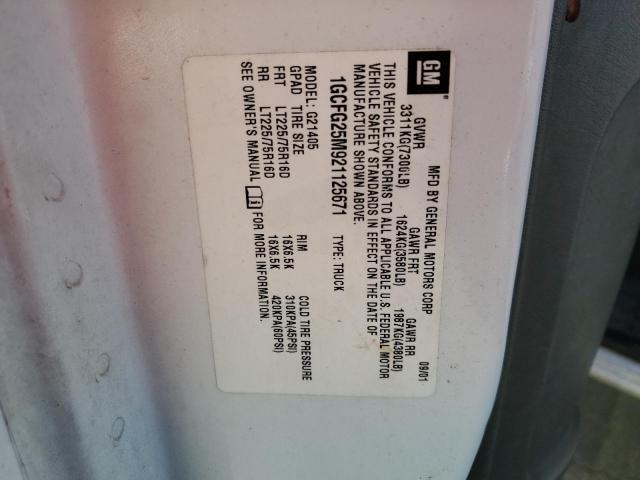 GM
MFD BY GENERAL MOTORS CORP 09/01
GVWR GAWR FRT GAWR RR
3311KG(7300LB) 1624KG(3580LB) 1987KG(4380LB)
THIS VEHICLE CONFORMS TO ALL APPLICABLE U.S. FEDERAL MOTOR
VEHICLE SAFETY STANDARDS IN EFFECT ON THE DATE OF
MANUFACTURE SHOWN ABOVE.
1GCFG25M921125671 TYPE: TRUCK
MODEL: G21405
GPAD TIRE SIZE RIM COLD TIRE PRESSURE
FRT LT225/75R16D 16X6.5K 310KPA(45PSI)
RR LT225/75R16D 16X6.5K 420KPA(60PSI)
SEE OWNER'S MANUAL FOR MORE INFORMATION.